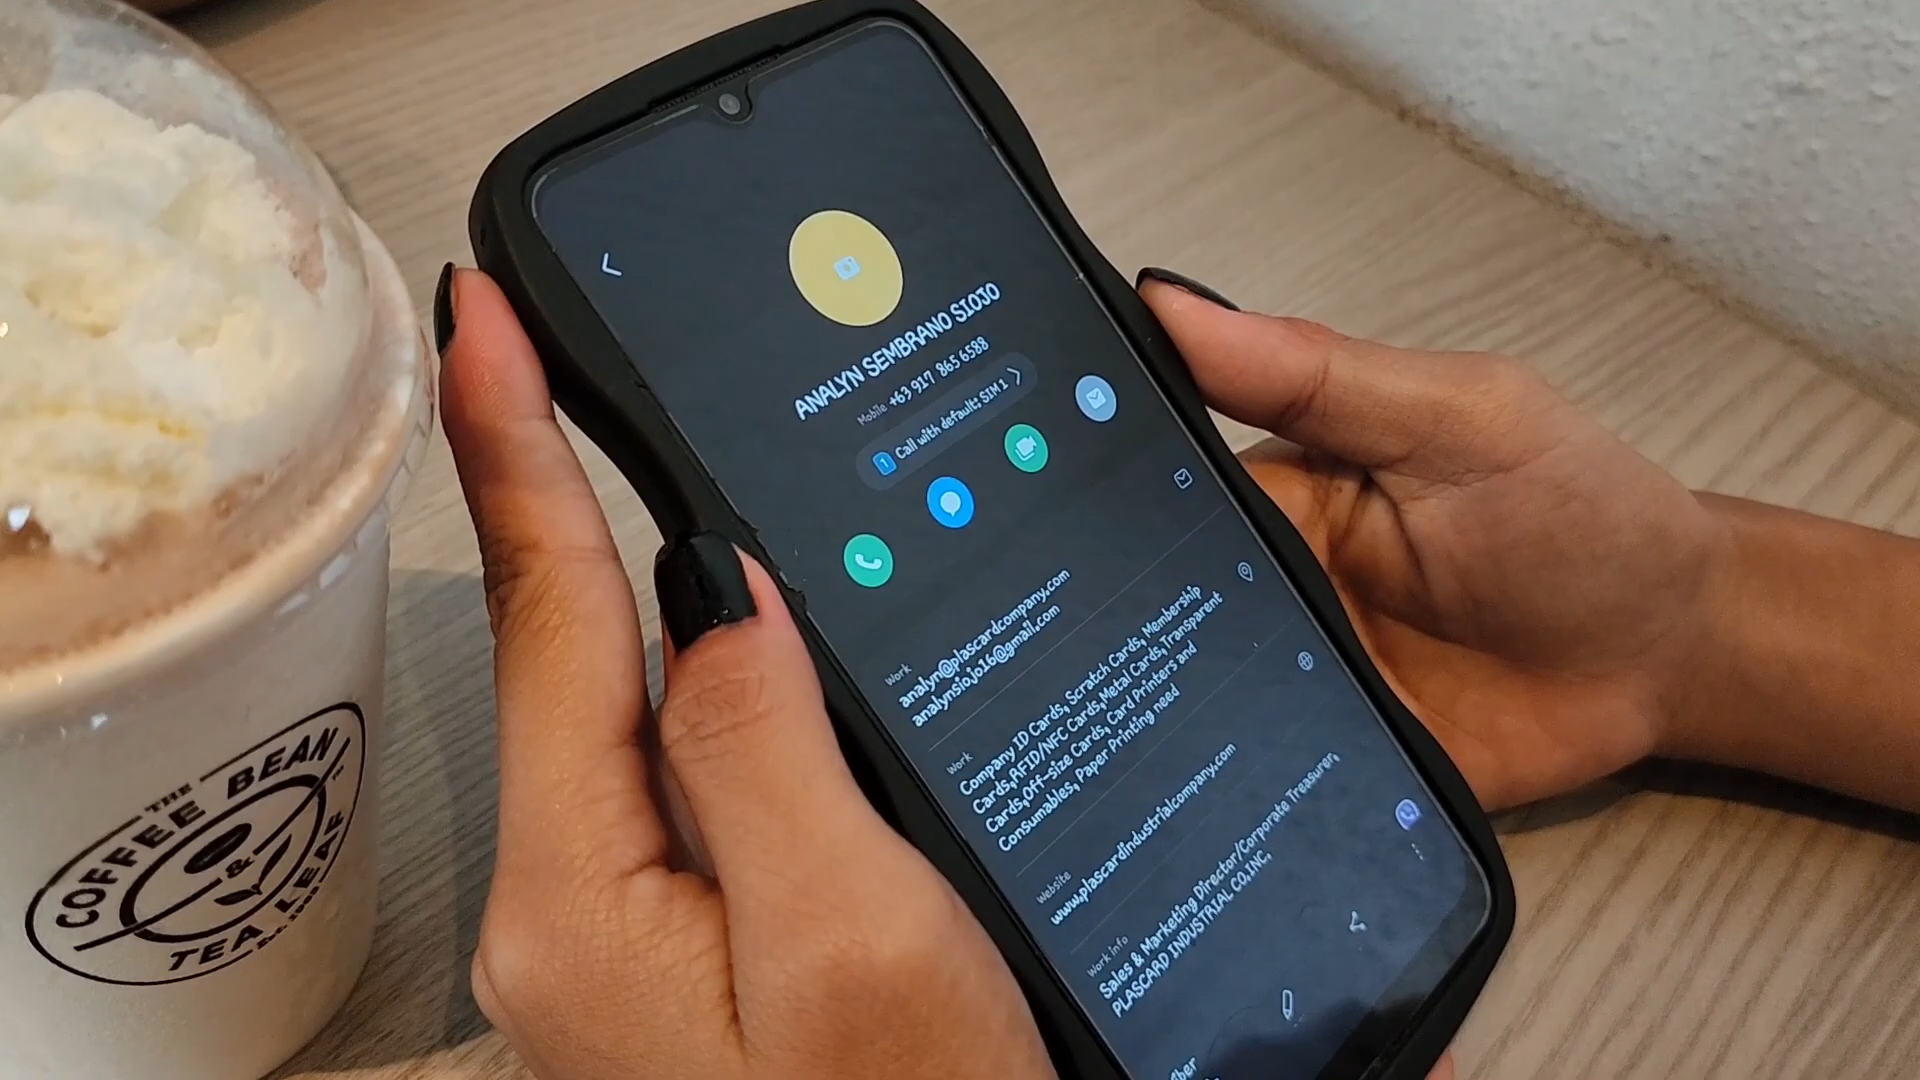 THE
COFFEE BEAN
&
TEA LEAF
ANALYN SEMBRANO SIOJO
Mobile +63 917 865 6588
1 Call with default: SIM 1
Work
analyn@plascardcompany.com
analynsiojo16@gmail.com
Work
Company ID Cards, Scratch Cards, Membership
Cards,RFID/NFC Cards,Metal Cards,Transparent
Cards,Off-size Cards, Card Printers and
Consumables, Paper Printing need
Website
www.plascardindustrialcompany.com
Work info
Sales & Marketing Director/Corporate Treasurer,
PLASCARD INDUSTRIAL CO.,INC.